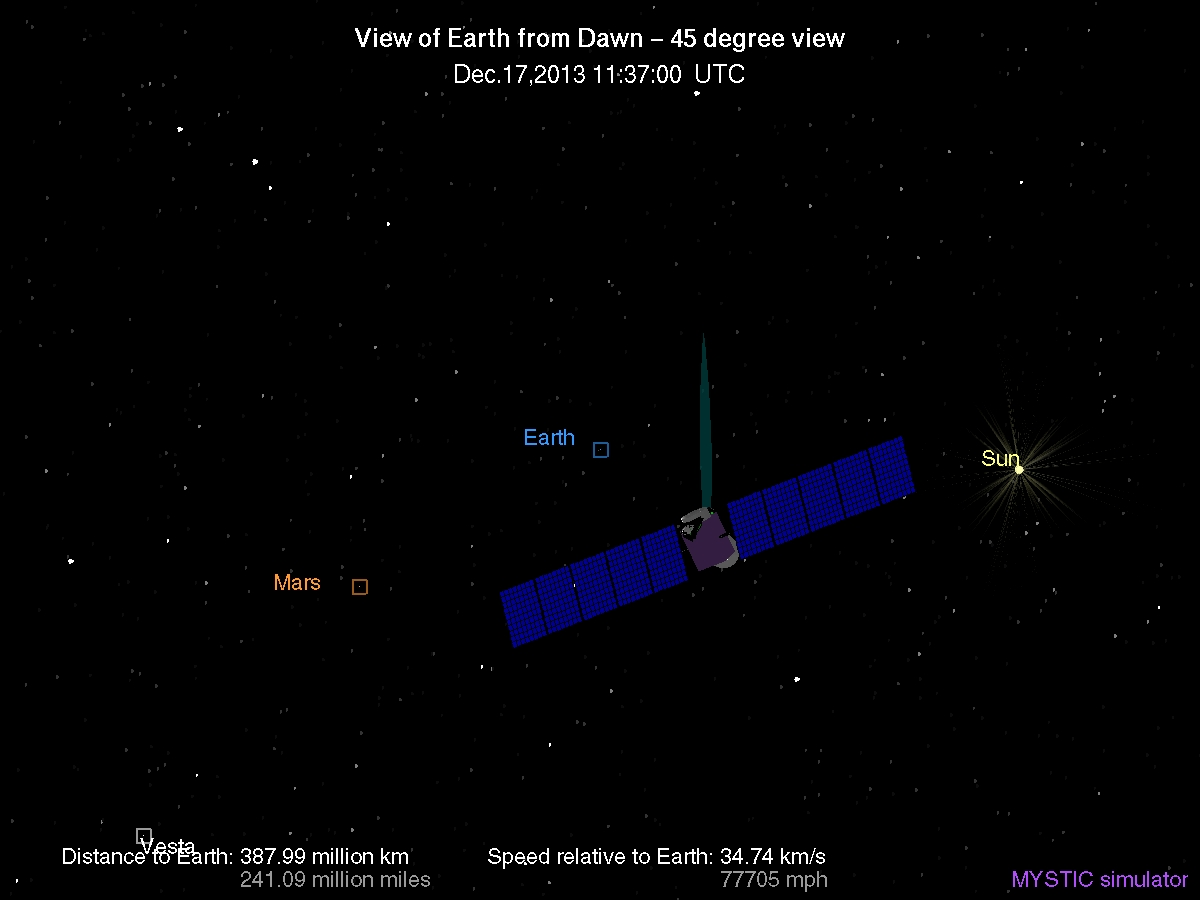 View of Earth from Dawn – 45 degree view
Dec.17,2013 11:37:00 UTC
Earth
Sun
Mars
Vesta
Distance to Earth: 387.99 million km
241.09 million miles
Speed relative to Earth: 34.74 km/s
77705 mph
MYSTIC simulator